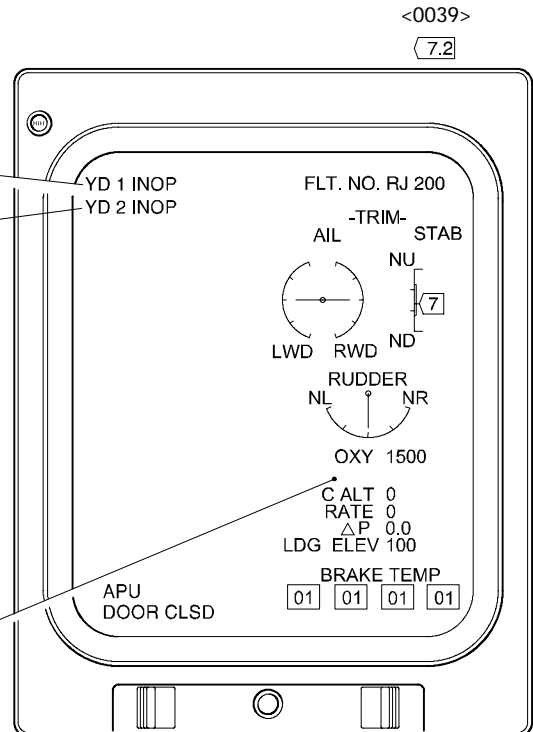 <0039>
7.2
YD 1 INOP FLT. NO. RJ 200
YD 2 INOP
-TRIM-
AIL STAB
NU
7
ND
LWD RWD
RUDDER
NL NR
OXY 1500
C ALT 0
RATE 0
△P 0.0
LDG ELEV 100
BRAKE TEMP
01 01 01 01
APU
DOOR CLSD